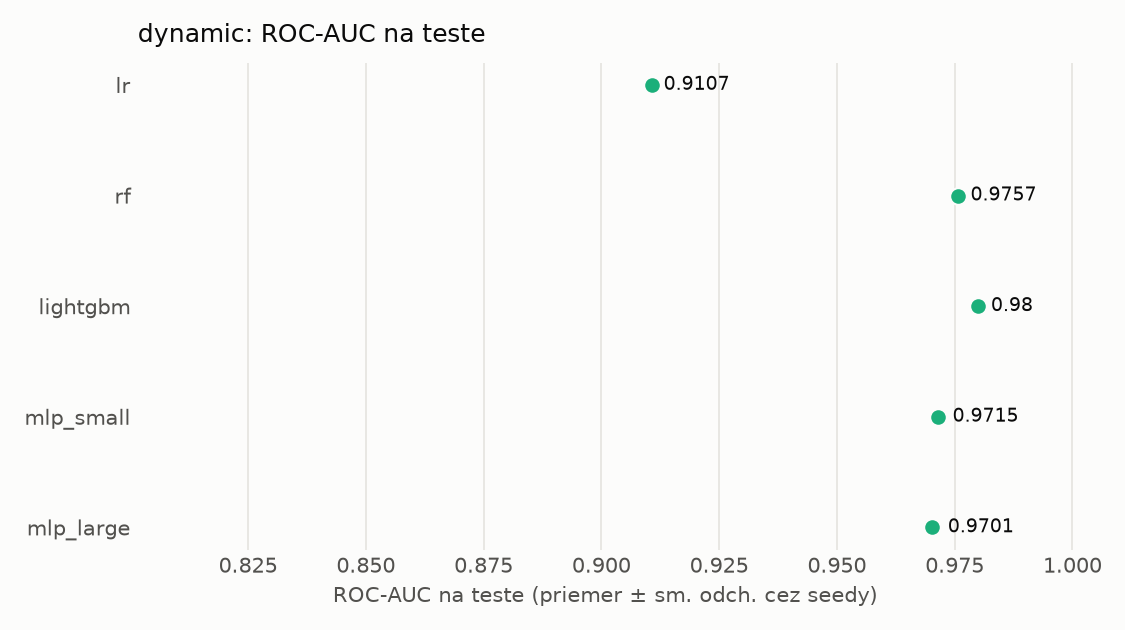 dynamic: ROC-AUC na teste
lr 0.9107
rf 0.9757
lightgbm 0.98
mlp_small 0.9715
mlp_large 0.9701
0.825 0.850 0.875 0.900 0.925 0.950 0.975 1.000
ROC-AUC na teste (priemer ± sm. odch. cez seedy)